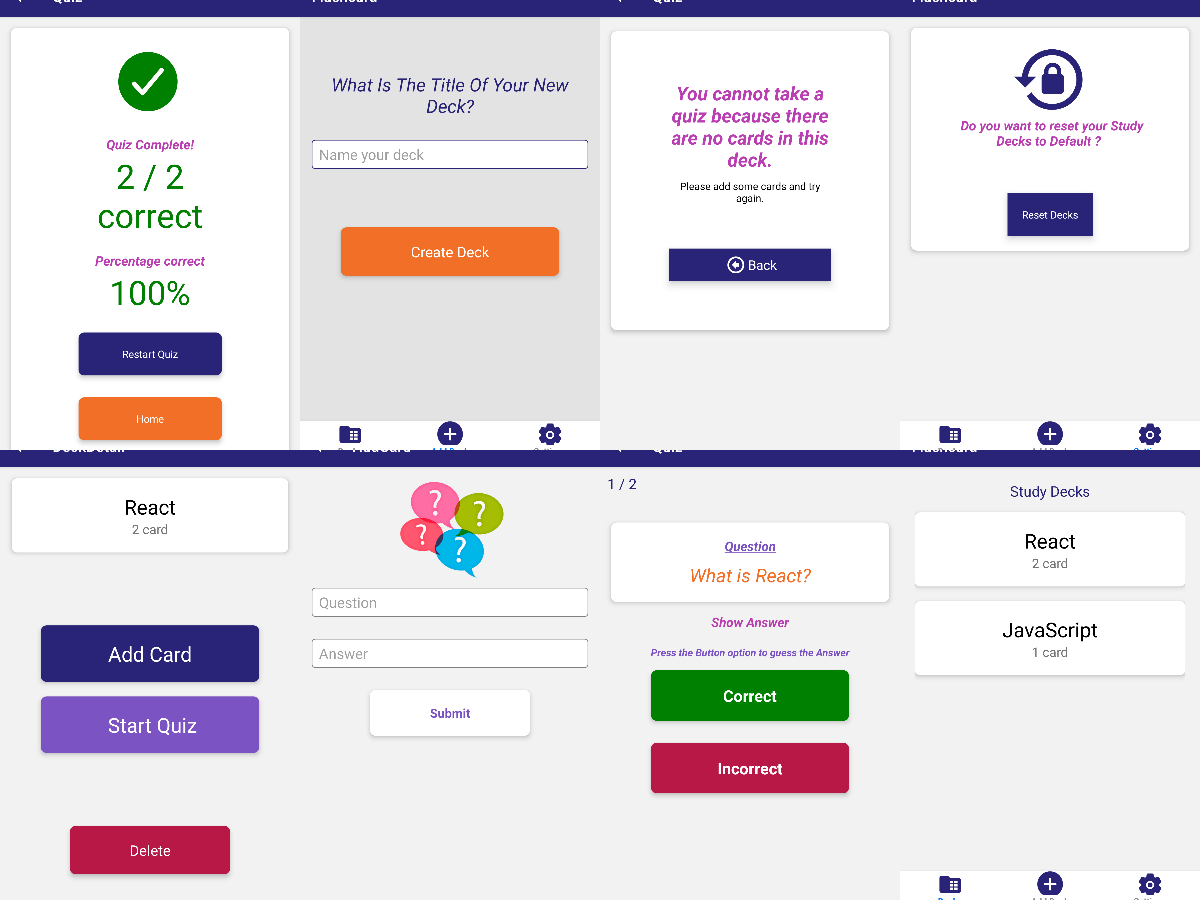 Quiz Complete!
2 / 2
correct
Percentage correct
100%
Restart Quiz
Home
What Is The Title Of Your New
Deck?
Name your deck
Create Deck
You cannot take a
quiz because there
are no cards in this
deck.
Please add some cards and try
again.
Back
Do you want to reset your Study
Decks to Default ?
Reset Decks
React
2 card
Add Card
Start Quiz
Delete
?
?
?
?
Question
Answer
Submit
1 / 2
Question
What is React?
Show Answer
Press the Button option to guess the Answer
Correct
Incorrect
Study Decks
React
2 card
JavaScript
1 card